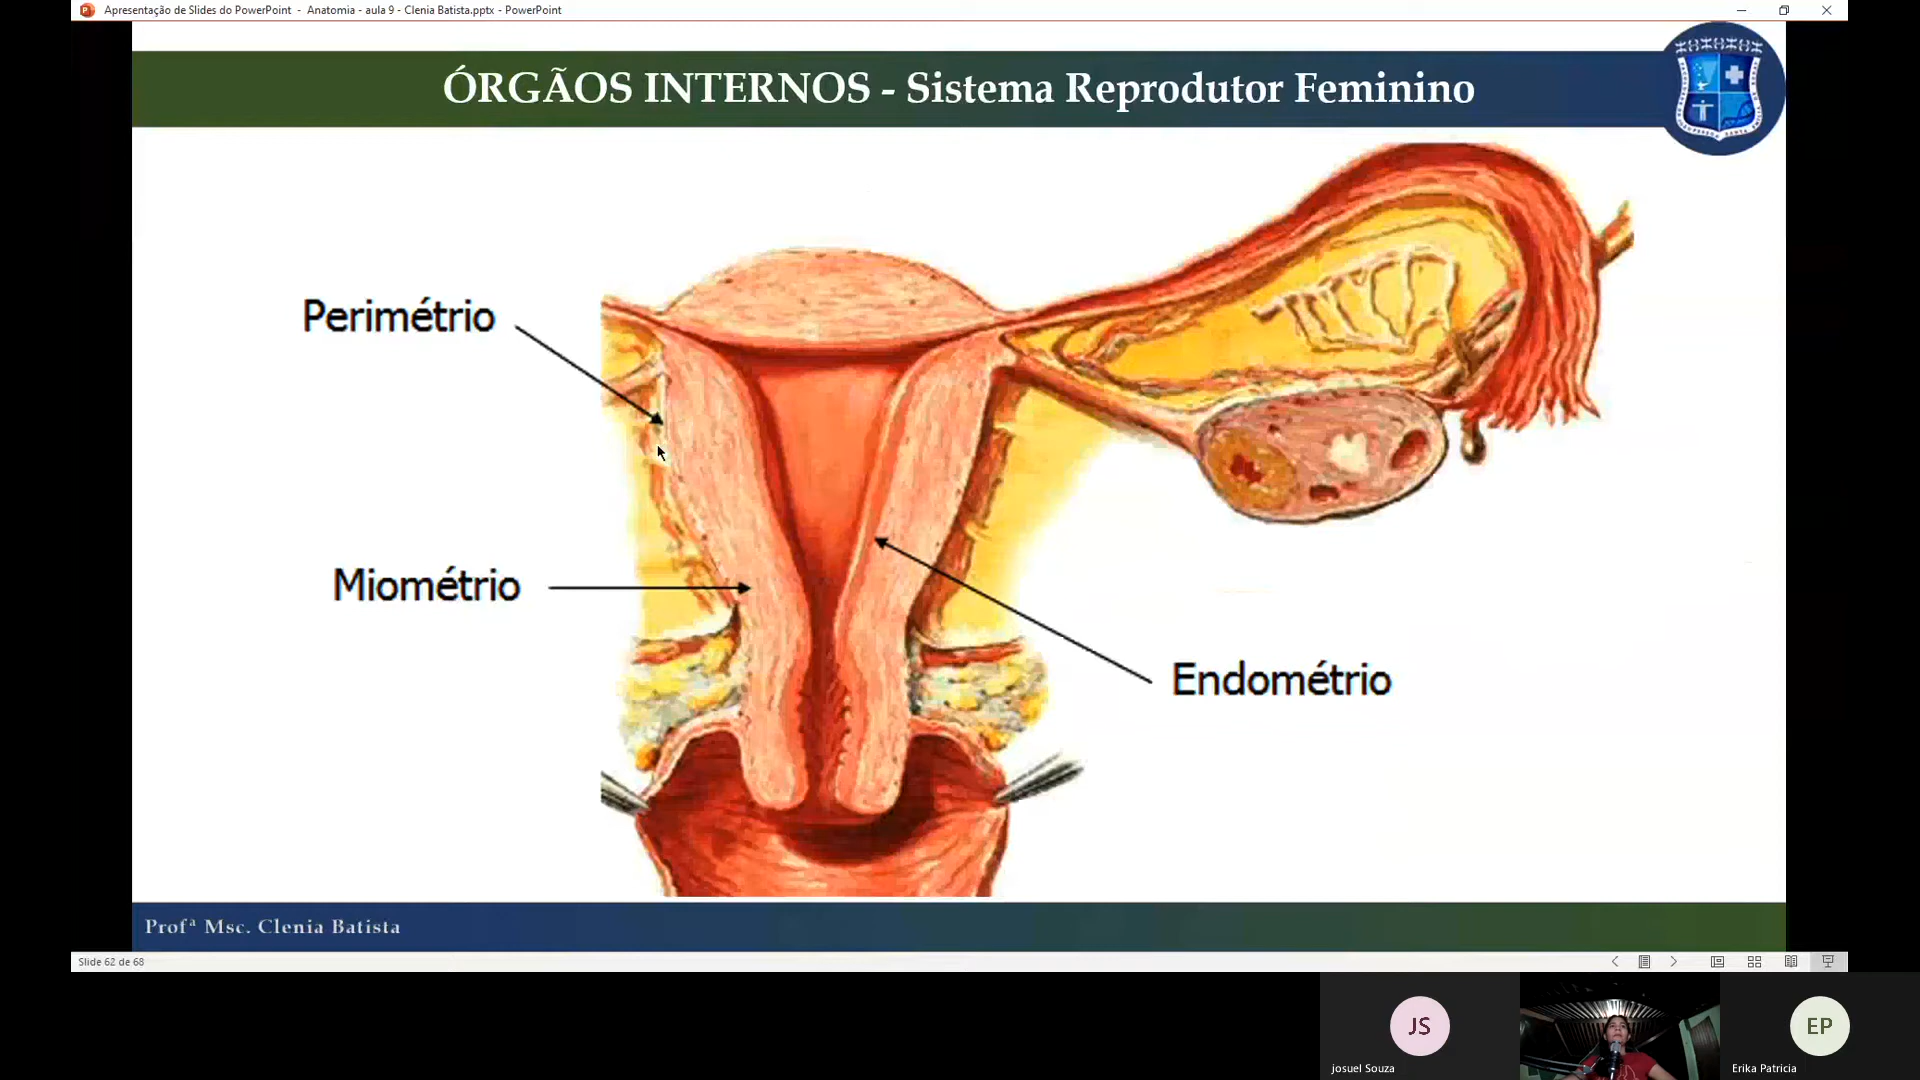 Apresentação de Slides do PowerPoint - Anatomia - aula 9 - Clenia Batista.pptx - PowerPoint
ÓRGÃOS INTERNOS - Sistema Reprodutor Feminino
Perimétrio
Miométrio
Endométrio
Profª Msc. Clenia Batista
Slide 62 de 68
JS
EP
josuel Souza
Erika Patricia